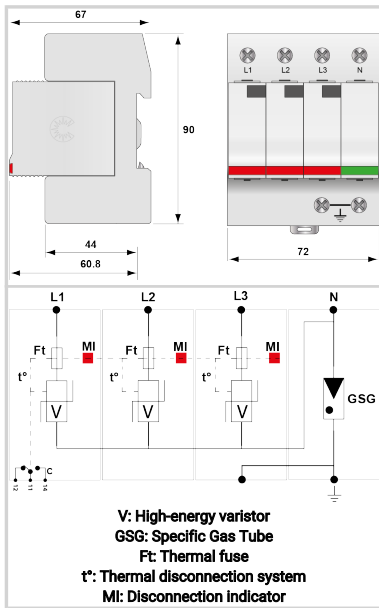 67
L1 L2 L3 N
90
44
60.8
72
L1 L2 L3 N
Ft MI Ft MI Ft MI
t° t° t°
GSG
V V V
C
12 11 14
V: High-energy varistor
GSG: Specific Gas Tube
Ft: Thermal fuse
t°: Thermal disconnection system
MI: Disconnection indicator